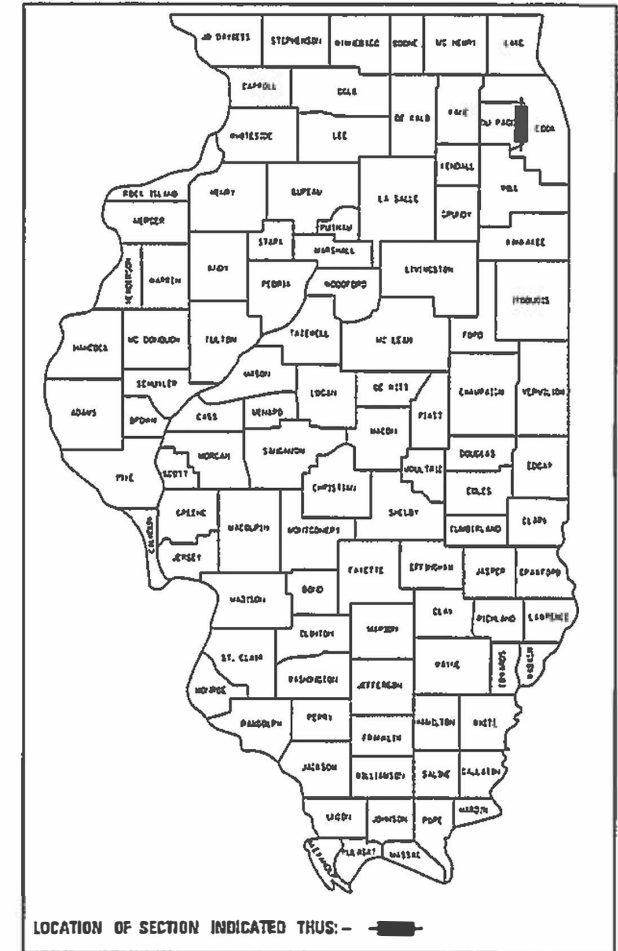 JO DAVIESS STEPHENSON WINNEBAGO BOONE MC HENRY LAKE
CARROLL OGLE DE KALB KANE DU PAGE COOK
WHITESIDE LEE KENDALL
ROCK ISLAND HENRY BUREAU LA SALLE GRUNDY WILL
MERCER PUTNAM
STARK MARSHALL KANKAKEE
HENDERSON WARREN KNOX PEORIA WOODFORD LIVINGSTON IROQUOIS
HANCOCK MC DONOUGH FULTON TAZEWELL MC LEAN FORD
SCHUYLER MASON LOGAN DE WITT CHAMPAIGN VERMILION
ADAMS BROWN CASS MENARD MACON PIATT
PIKE SCOTT MORGAN SANGAMON MOULTRIE DOUGLAS EDGAR
CHRISTIAN COLES
CALHOUN GREENE MACOUPIN MONTGOMERY SHELBY CUMBERLAND CLARK
JERSEY FAYETTE EFFINGHAM JASPER CRAWFORD
MADISON BOND
CLINTON MARION CLAY RICHLAND LAWRENCE
ST. CLAIR WAYNE EDWARDS WABASH
MONROE WASHINGTON JEFFERSON
RANDOLPH PERRY FRANKLIN HAMILTON WHITE
JACKSON WILLIAMSON SALINE GALLATIN
UNION JOHNSON POPE HARDIN
PULASKI MASSAC
LOCATION OF SECTION INDICATED THUS: -